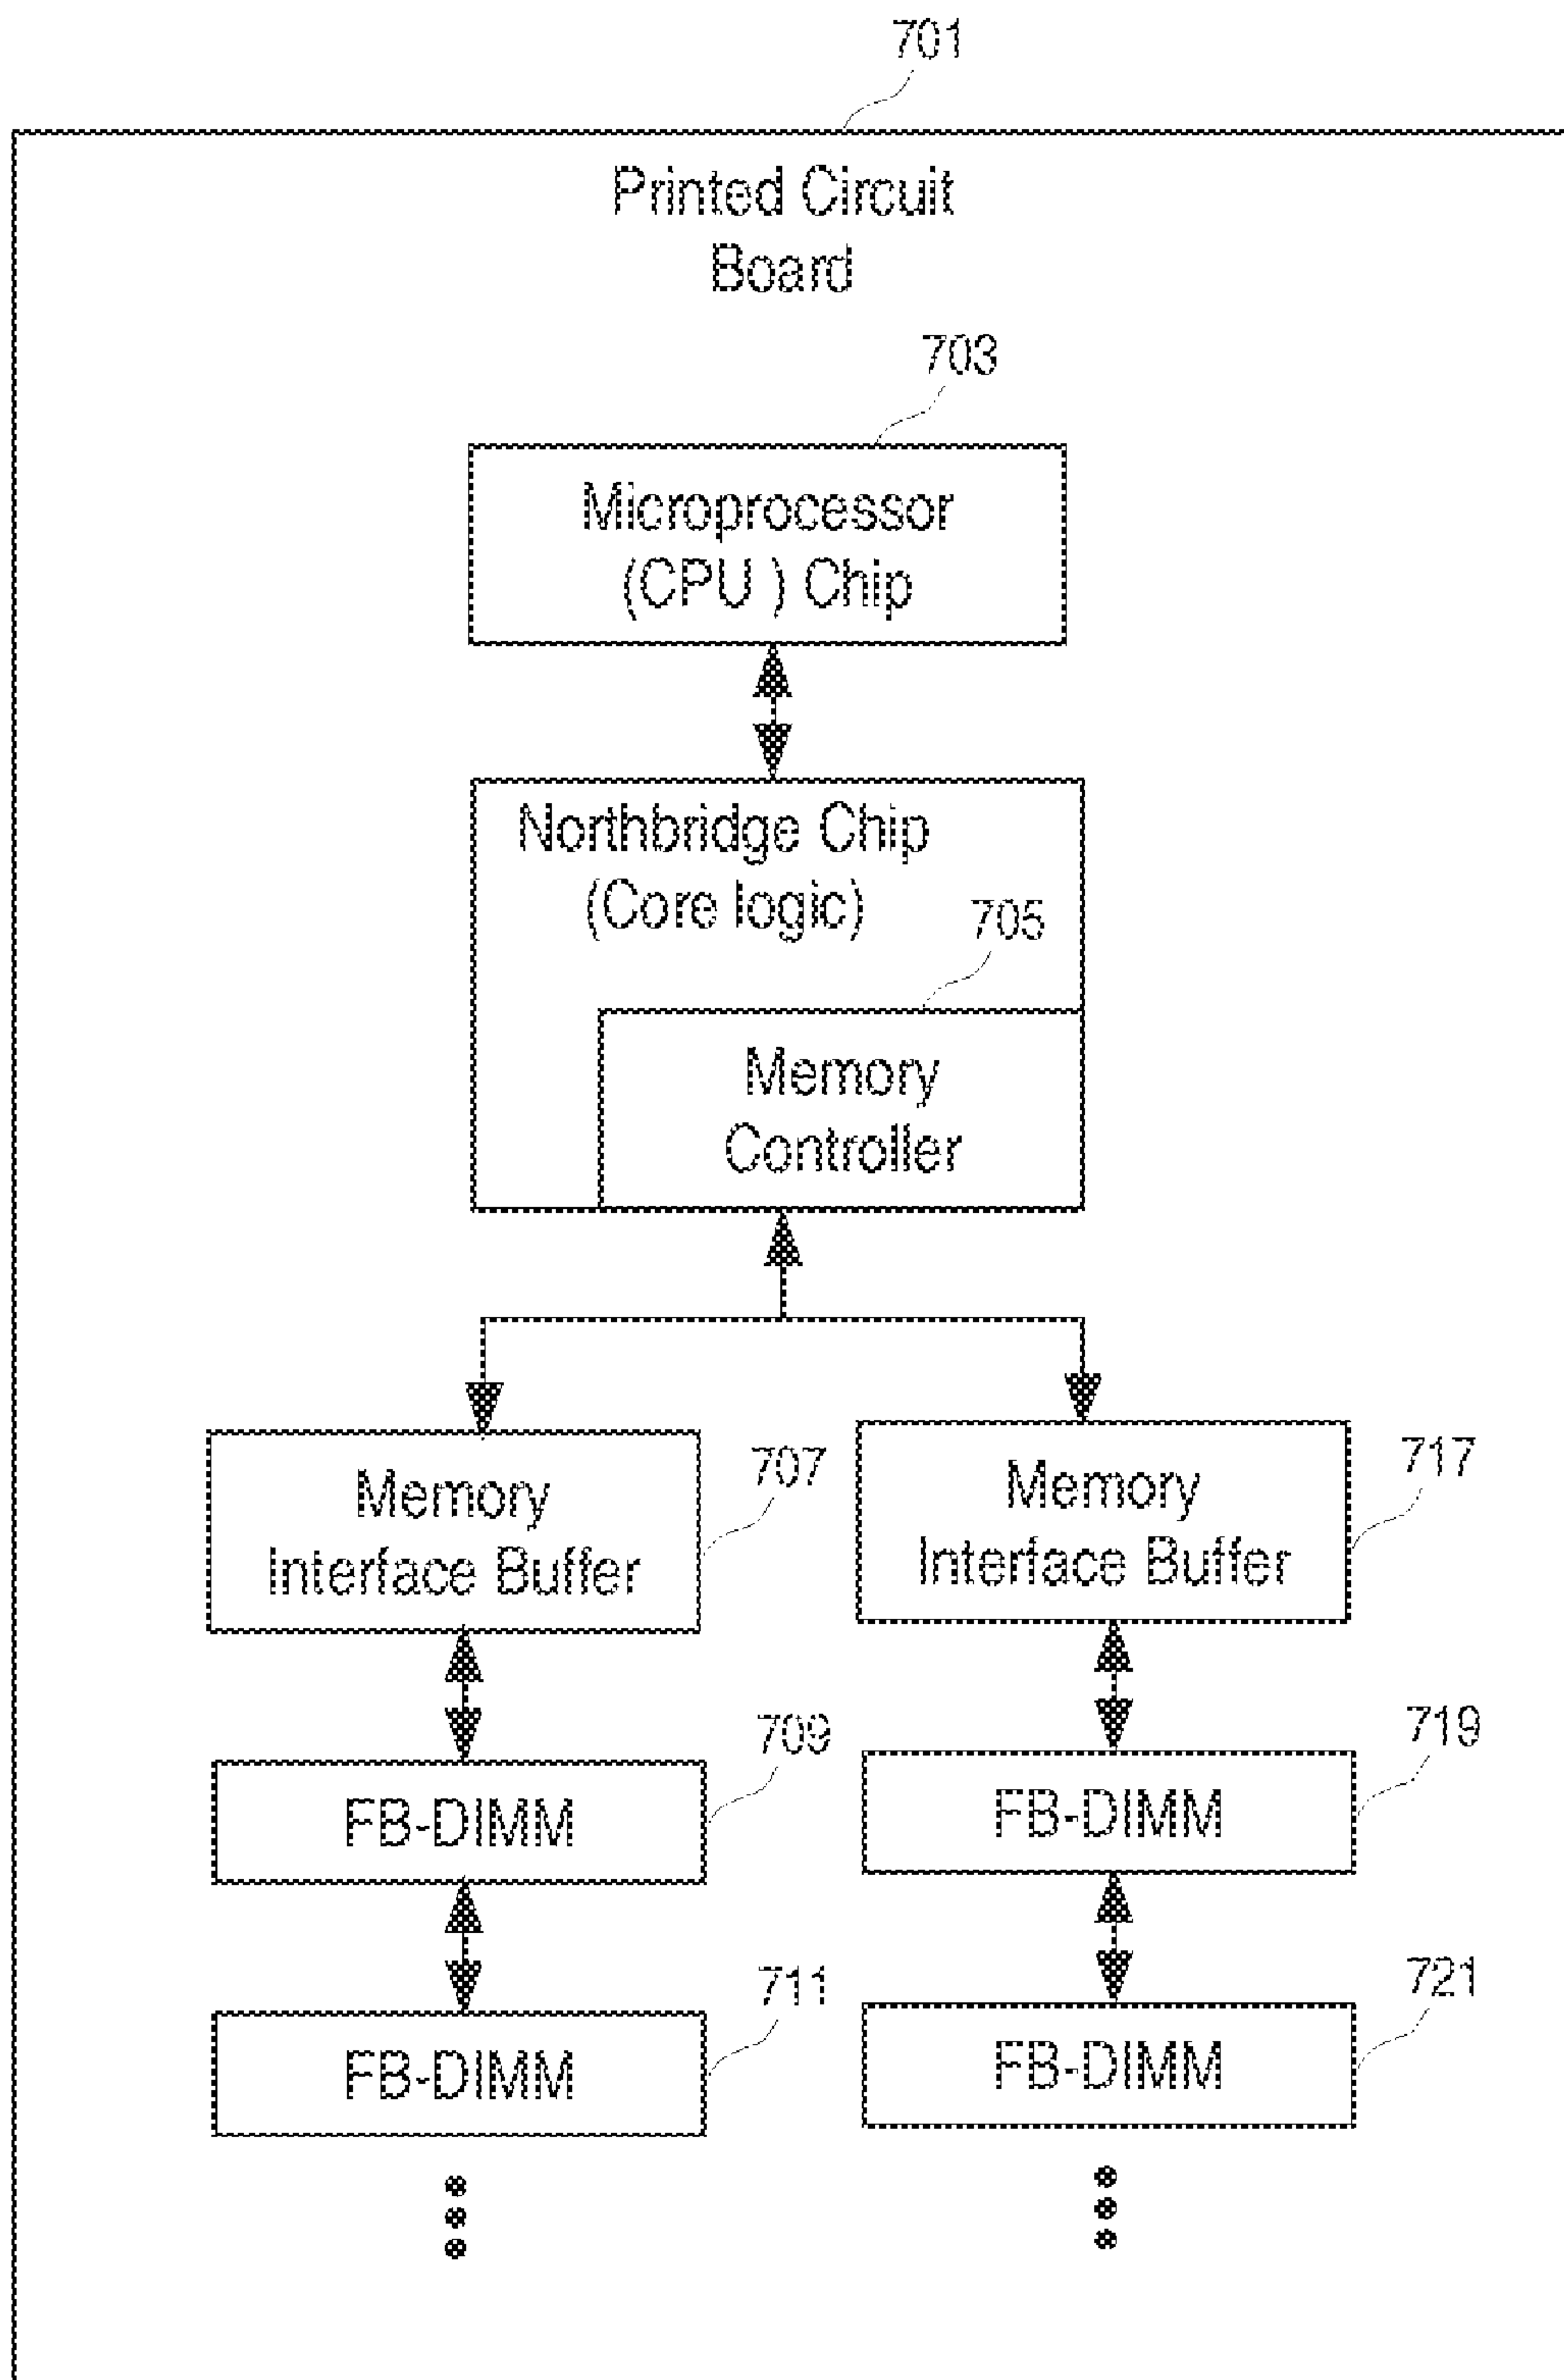 701
Printed Circuit
Board
703
Microprocessor
(CPU ) Chip
Northbridge Chip
(Core logic)
705
Memory
Controller
Memory
Interface Buffer
707
Memory
Interface Buffer
717
FB-DIMM
709
FB-DIMM
719
FB-DIMM
711
FB-DIMM
721